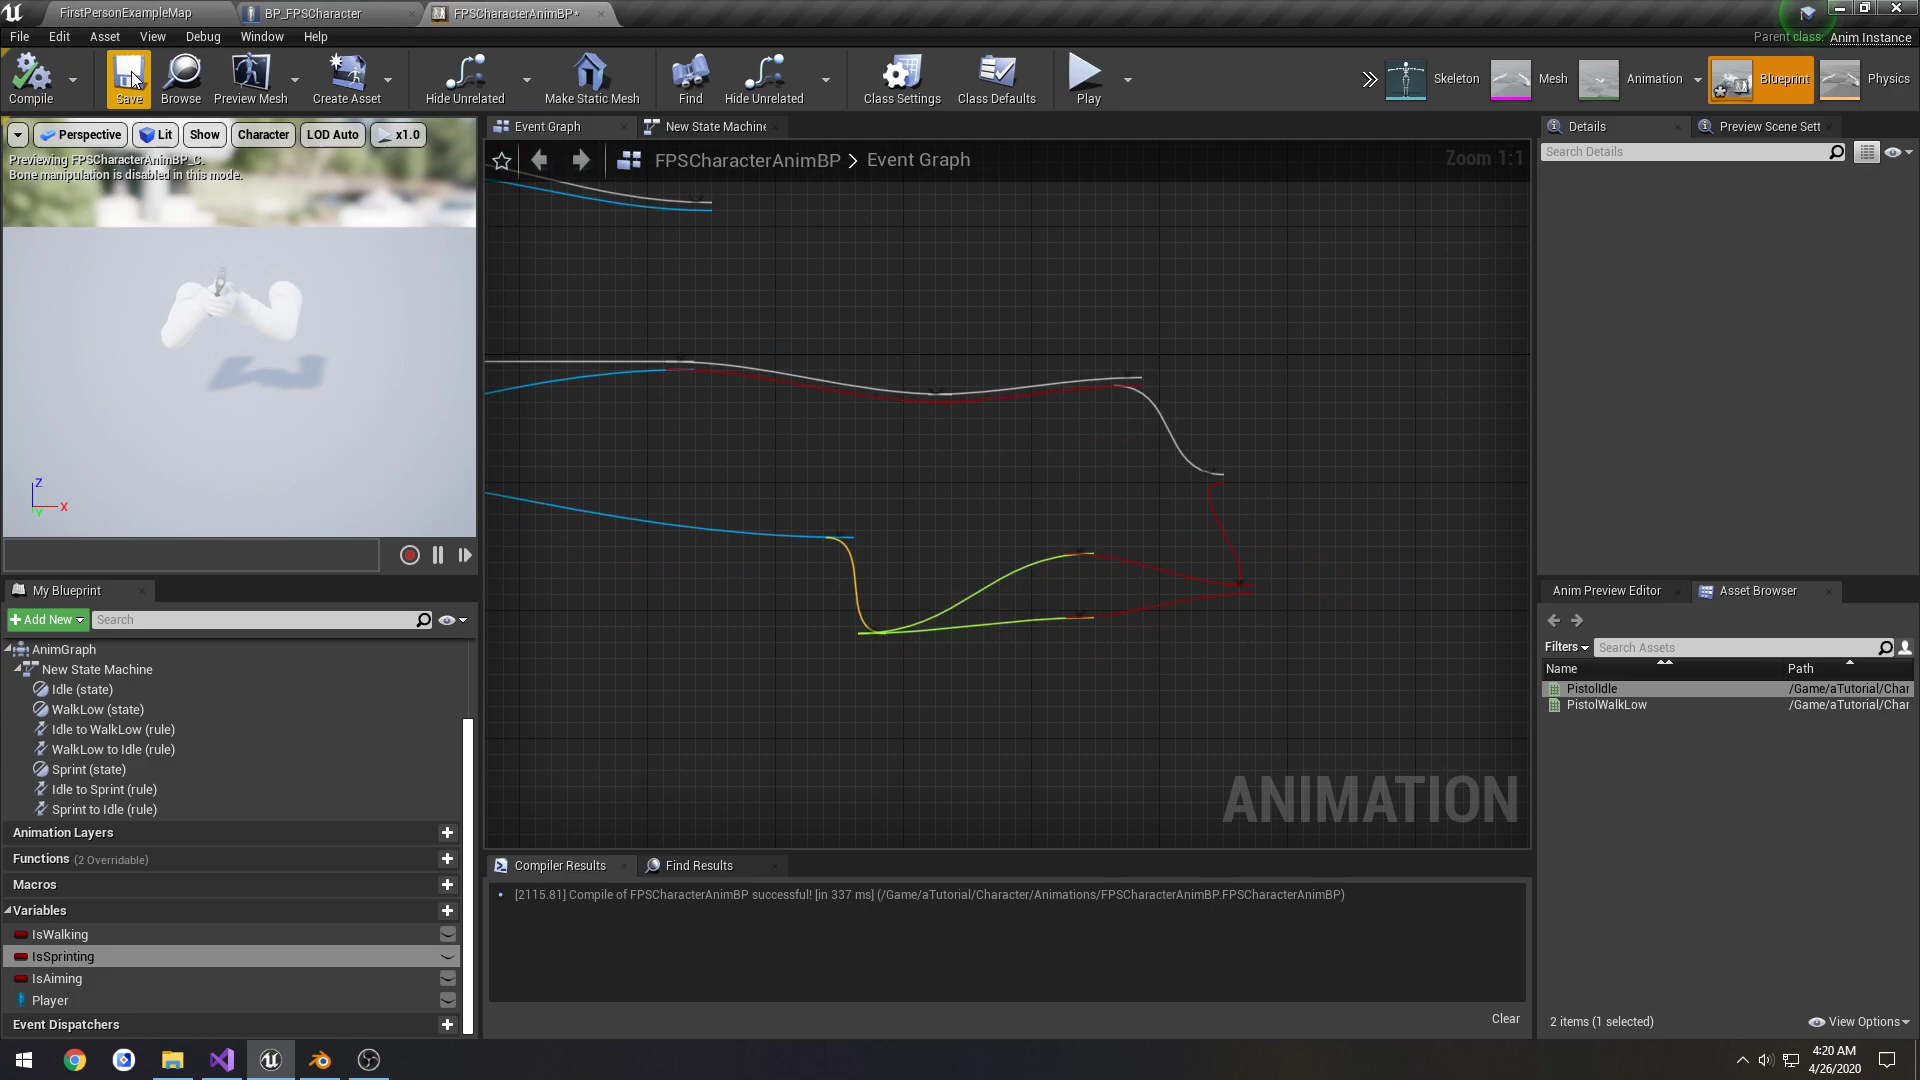 FirstPersonExampleMap
BP_FPSCharacter
FPSCharacterAnimBP*
File Edit Asset View Debug Window Help
Parent class: Anim Instance
Compile
Save
Browse
Preview Mesh
Create Asset
Hide Unrelated
Make Static Mesh
Find
Hide Unrelated
Class Settings
Class Defaults
Play
Skeleton
Mesh
Animation
Blueprint
Physics
Perspective
Lit
Show
Character
LOD Auto
x1.0
Previewing FPSCharacterAnimBP_C.
Bone manipulation is disabled in this mode.
Z
X
Y
Event Graph
New State Machine
FPSCharacterAnimBP > Event Graph
Zoom 1:1
ANIMATION
Details
Preview Scene Sett
Search Details
My Blueprint
+ Add New
Search
AnimGraph
New State Machine
Idle (state)
WalkLow (state)
Idle to WalkLow (rule)
WalkLow to Idle (rule)
Sprint (state)
Idle to Sprint (rule)
Sprint to Idle (rule)
Animation Layers
Functions (2 Overridable)
Macros
Variables
IsWalking
IsSprinting
IsAiming
Player
Event Dispatchers
Compiler Results
Find Results
[2115.81] Compile of FPSCharacterAnimBP successful! [in 337 ms] (/Game/aTutorial/Character/Animations/FPSCharacterAnimBP.FPSCharacterAnimBP)
Clear
Anim Preview Editor
Asset Browser
Filters
Search Assets
Name
Path
PistolIdle
/Game/aTutorial/Char
PistolWalkLow
/Game/aTutorial/Char
2 items (1 selected)
View Options
4:20 AM
4/26/2020